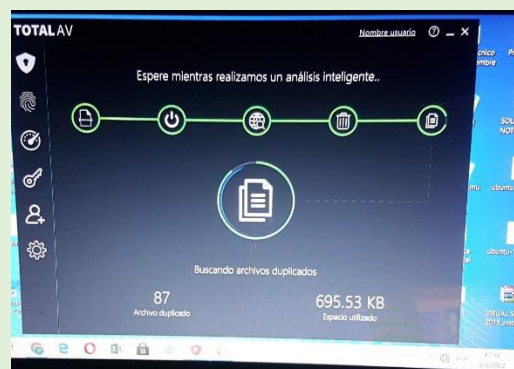 TOTAL AV
Nombre usuario
Espere mientras realizamos un análisis inteligente..
Buscando archivos duplicados
87
Archivo duplicado
695.53 KB
Espacio utilizado